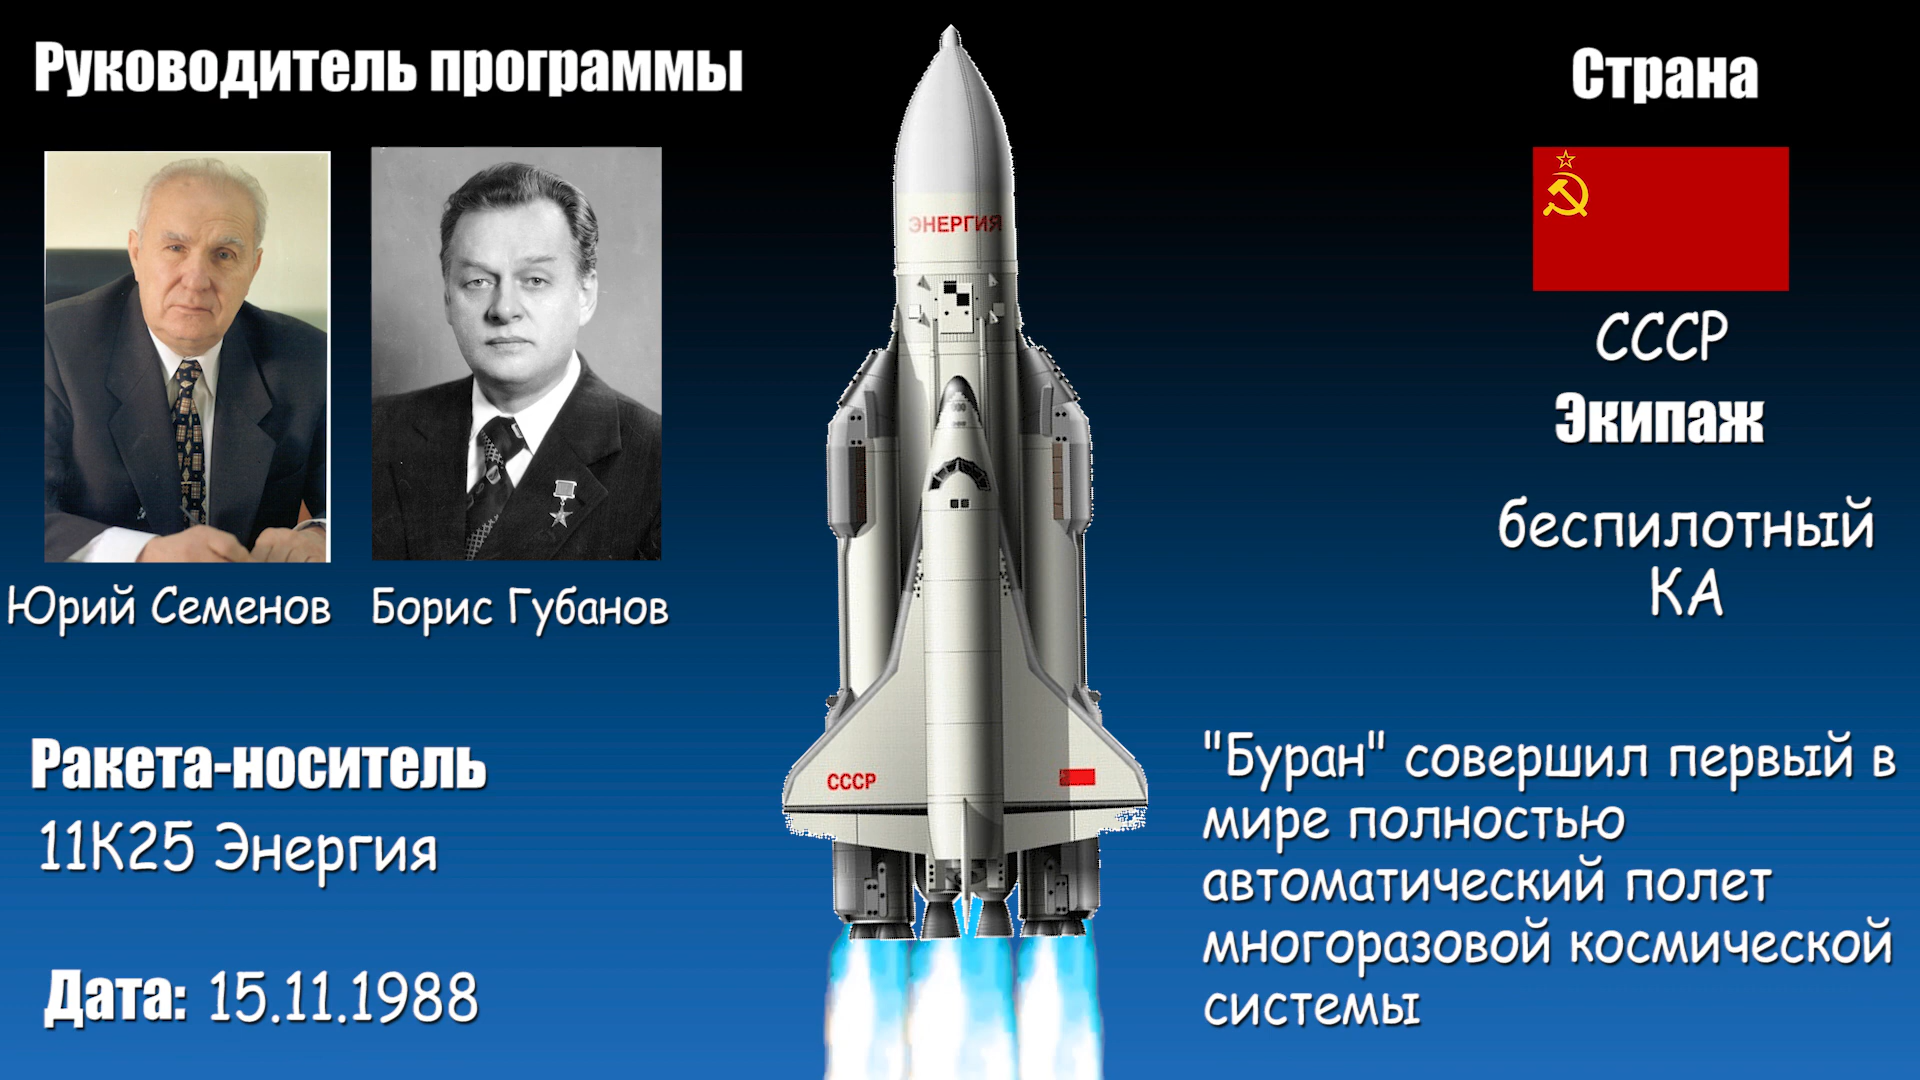 Руководитель программы
Юрий Семенов
Борис Губанов
Ракета-носитель
11К25 Энергия
Дата: 15.11.1988
ЭНЕРГИЯ
СССР
Страна
СССР
Экипаж
беспилотный
КА
"Буран" совершил первый в
мире полностью
автоматический полет
многоразовой космической
системы